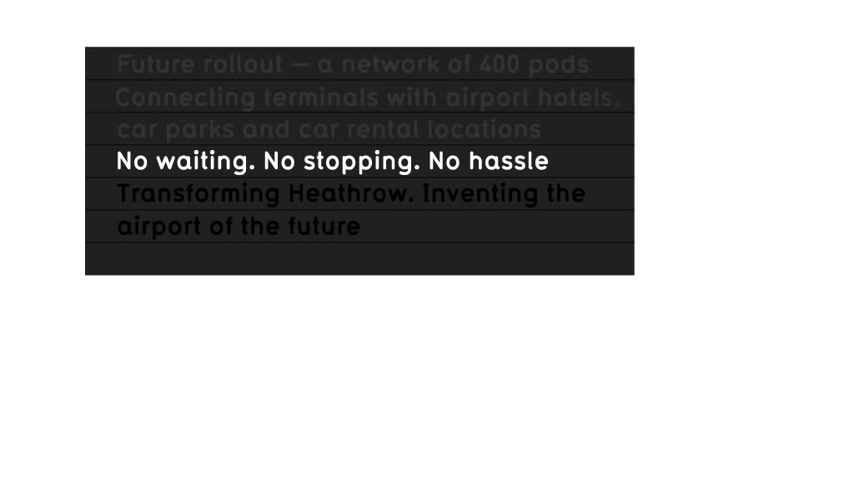 Future rollout — a network of 400 pods
Connecting terminals with airport hotels,
car parks and car rental locations
No waiting. No stopping. No hassle
Transforming Heathrow. Inventing the
airport of the future